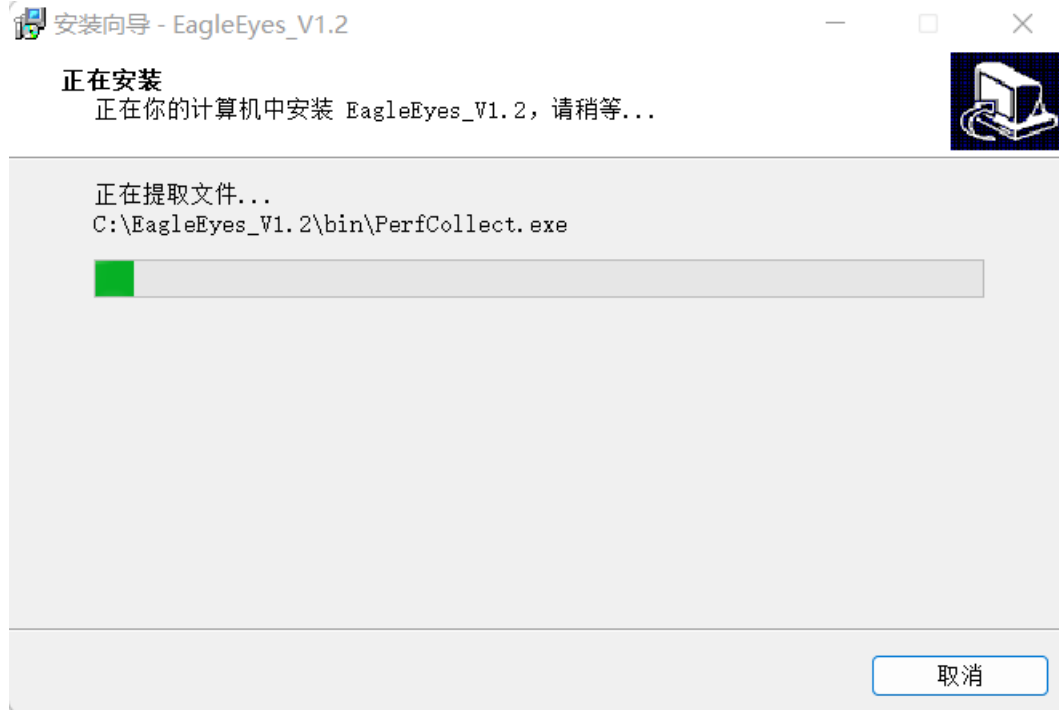 安装向导 - EagleEyes_V1.2
正在安装
正在你的计算机中安装 EagleEyes_V1.2，请稍等...
正在提取文件...
C:\EagleEyes_V1.2\bin\PerfCollect.exe
取消